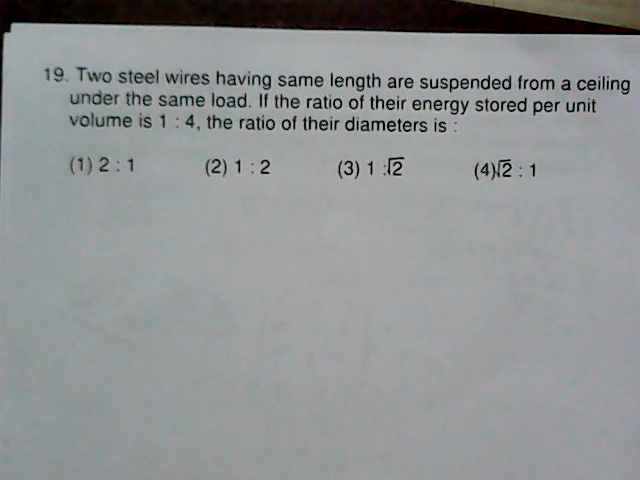 19. Two steel wires having same length are suspended from a ceiling
under the same load. If the ratio of their energy stored per unit
volume is 1 : 4, the ratio of their diameters is :
(1) 2 : 1 (2) 1 : 2 (3) 1 :√2 (4)√2 : 1